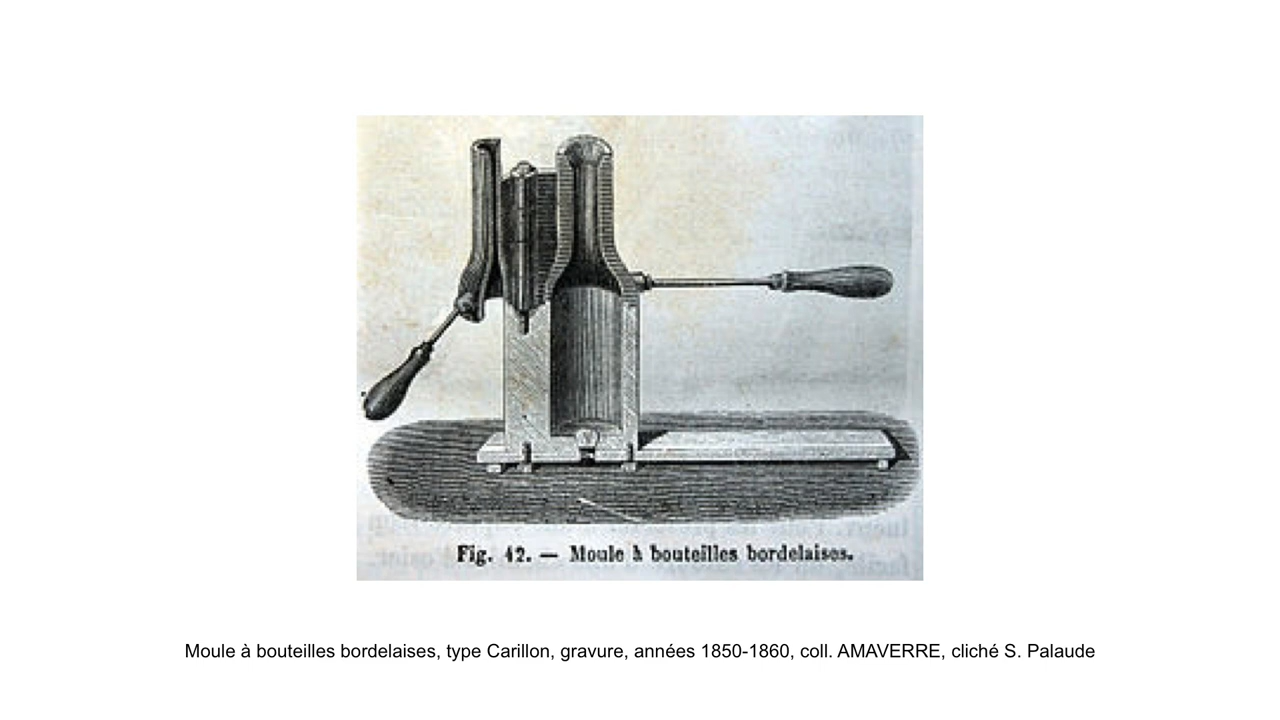 Fig. 42. — Moule à bouteilles bordelaises.
Moule à bouteilles bordelaises, type Carillon, gravure, années 1850-1860, coll. AMAVERRE, cliché S. Palaude